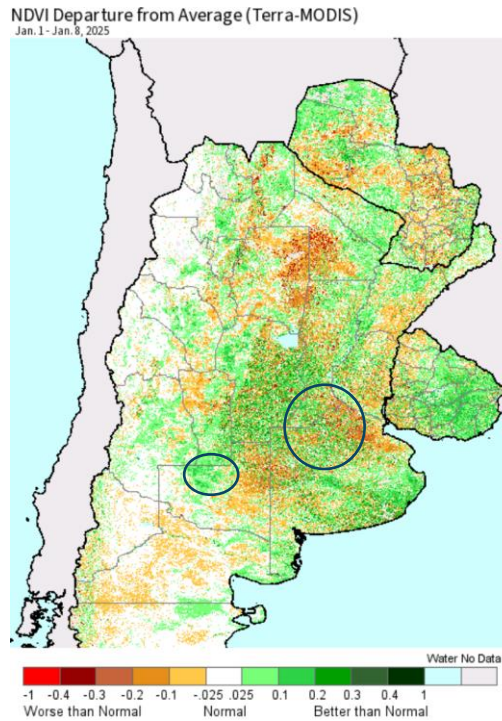 NDVI Departure from Average (Terra-MODIS)
Jan. 1 - Jan. 8, 2025
Water No Data
-1 -0.4 -0.3 -0.2 -0.1 -.025 .025 0.1 0.2 0.3 0.4 1
Worse than Normal Normal Better than Normal